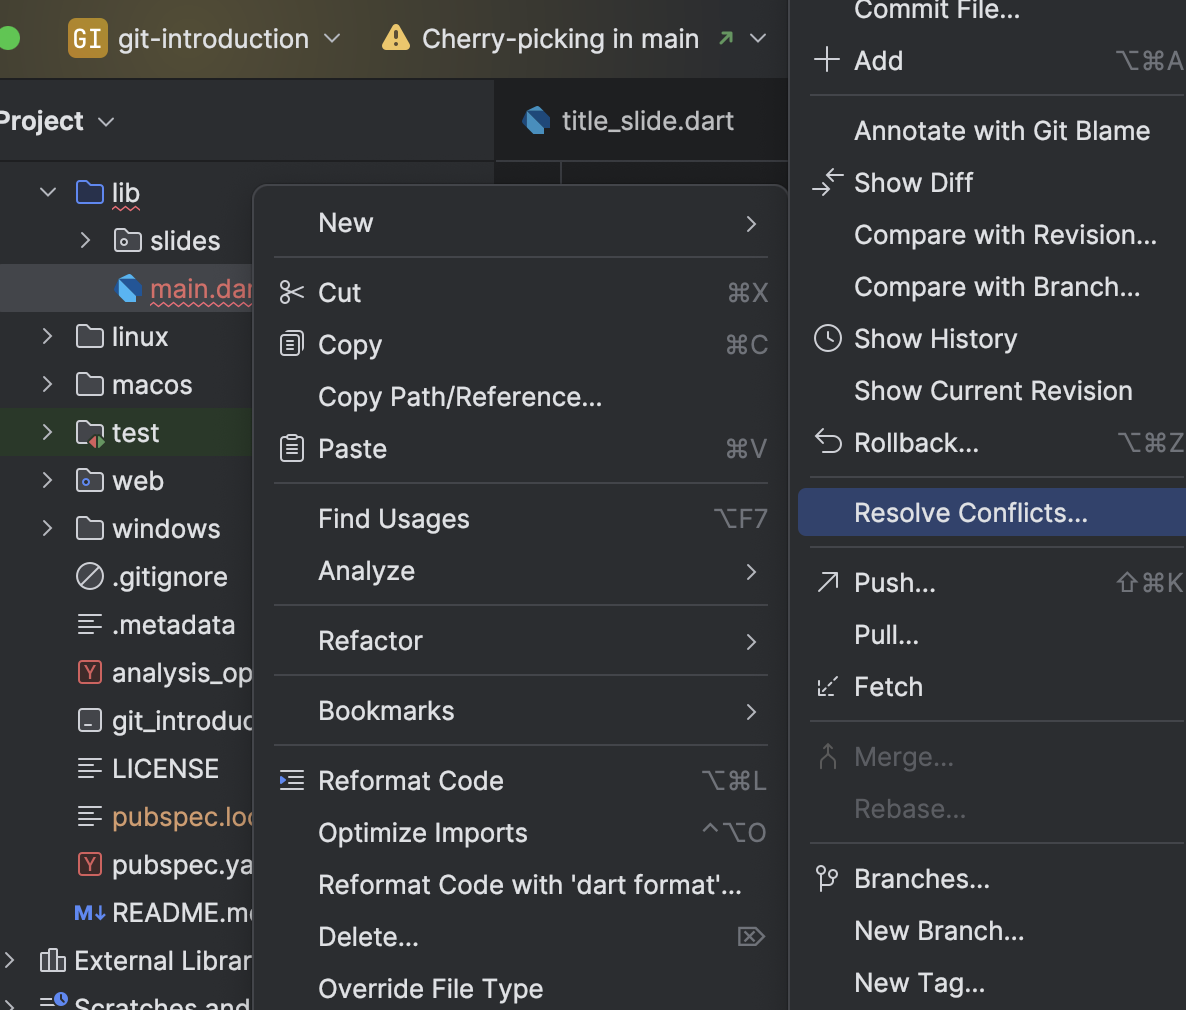 GI git-introduction
Cherry-picking in main
Project
title_slide.dart
lib
slides
main.dar
linux
macos
test
web
windows
.gitignore
.metadata
analysis_op
git_introduc
LICENSE
pubspec.loc
pubspec.ya
M↓ README.m
External Librar
Scratches and
New
Cut ⌘X
Copy ⌘C
Copy Path/Reference...
Paste ⌘V
Find Usages ⌥F7
Analyze
Refactor
Bookmarks
Reformat Code ⌥⌘L
Optimize Imports ^⌥O
Reformat Code with 'dart format'...
Delete... ⌦
Override File Type
Commit File...
Add ⌥⌘A
Annotate with Git Blame
Show Diff
Compare with Revision...
Compare with Branch...
Show History
Show Current Revision
Rollback... ⌥⌘Z
Resolve Conflicts...
Push... ⇧⌘K
Pull...
Fetch
Merge...
Rebase...
Branches...
New Branch...
New Tag...